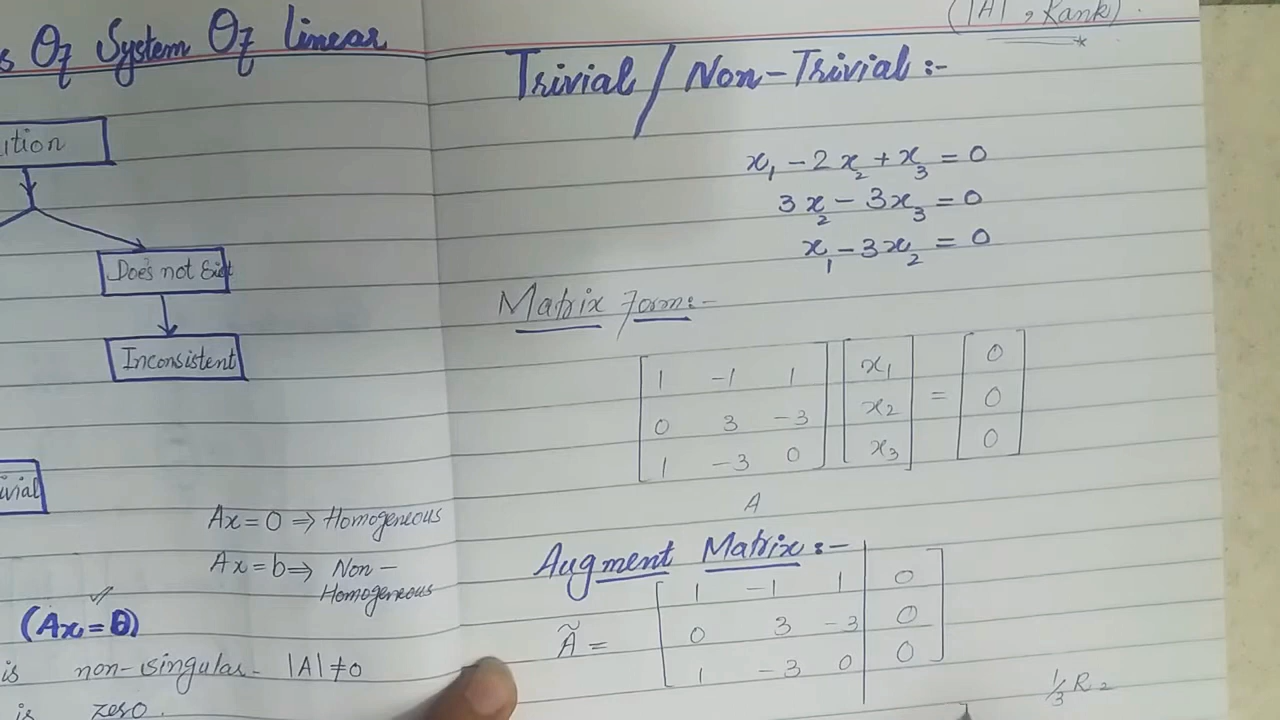 s Of System Of linear
ition
Does not Exist
Inconsistent
ivial
Ax = 0 ⇒ Homogeneous
Ax = b ⇒ Non-
Homogeneous
(Ax = θ)
is non-singular- |A| ≠ 0
is zero.
(|A|, Rank).
Trivial / Non-Trivial :-
x₁ - 2x₂ + x₃ = 0
3x₂ - 3x₃ = 0
x₁ - 3x₂ = 0
Matrix Form:-
1 -1 1 x₁ 0
0 3 -3 x₂ = 0
1 -3 0 x₃ 0
A
Augment Matrix :-
1 -1 1 0
Ã = 0 3 -3 0
1 -3 0 0
1/3 R₂